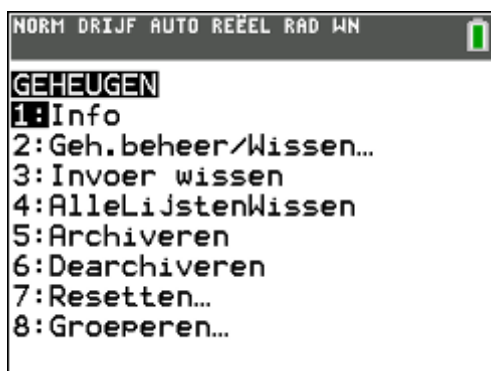 NORM DRIJF AUTO REËEL RAD WN
GEHEUGEN
1:Info
2:Geh.beheer/Wissen…
3:Invoer wissen
4:AlleLijstenWissen
5:Archiveren
6:Dearchiveren
7:Resetten…
8:Groeperen…